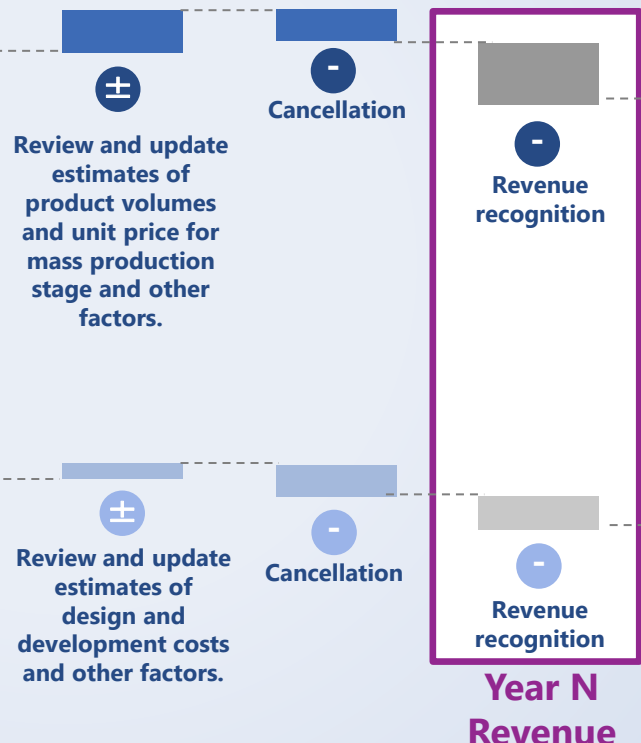 ±
Review and update
estimates of
product volumes
and unit price for
mass production
stage and other
factors.
-
Cancellation
-
Revenue
recognition
±
Review and update
estimates of
design and
development costs
and other factors.
-
Cancellation
-
Revenue
recognition
Year N
Revenue